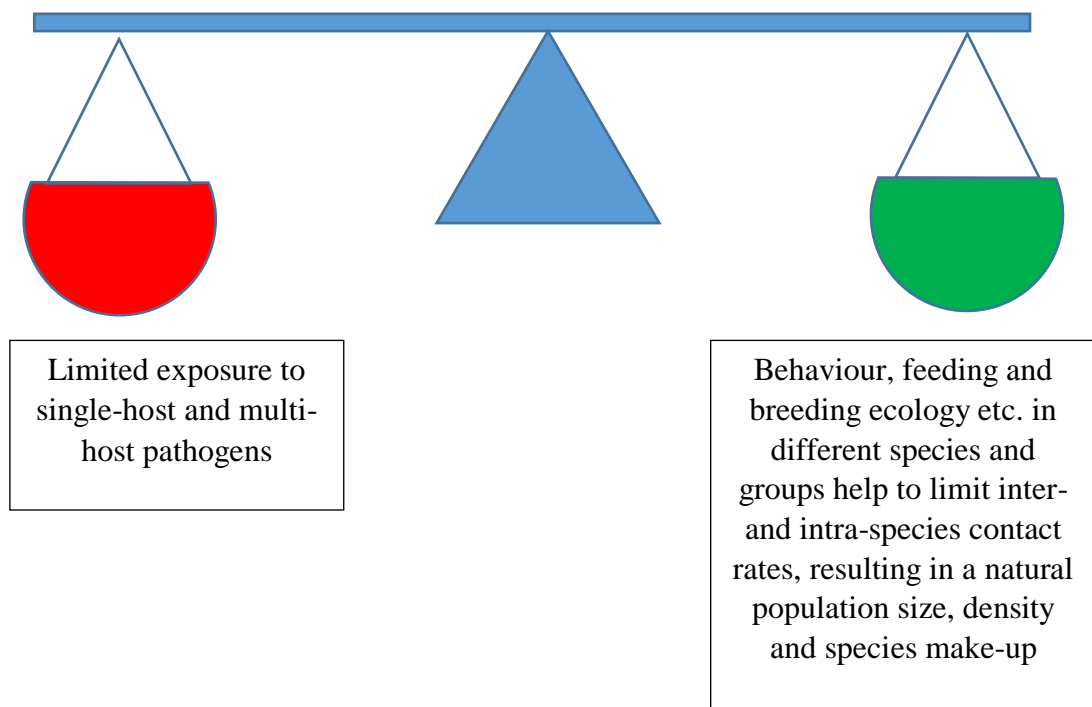 Limited exposure to
single-host and multi-
host pathogens
Behaviour, feeding and
breeding ecology etc. in
different species and
groups help to limit inter-
and intra-species contact
rates, resulting in a natural
population size, density
and species make-up